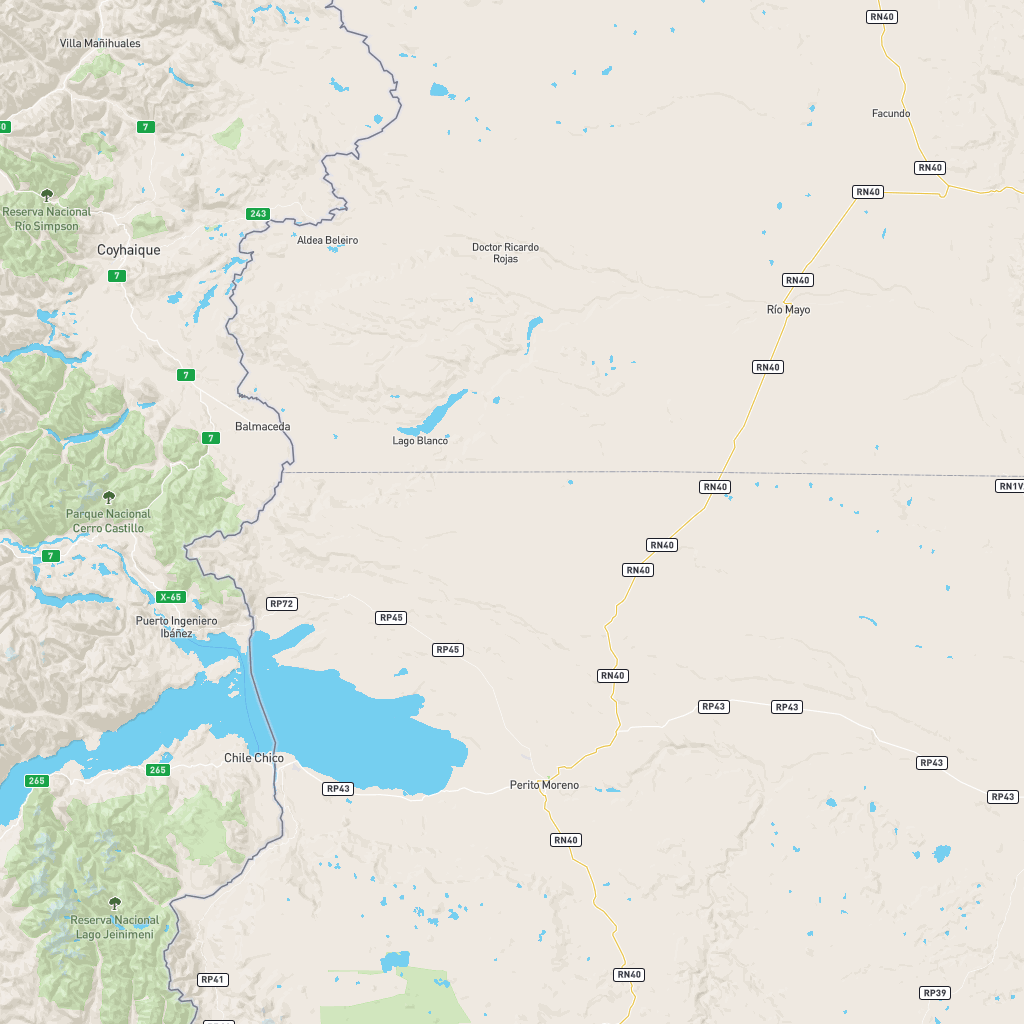 RN40
Villa Mañihuales
Facundo
0
7
RN40
RN40
Reserva Nacional
Río Simpson
243
Aldea Beleiro
Coyhaique
Doctor Ricardo
Rojas
7
RN40
Río Mayo
RN40
7
Balmaceda
7
Lago Blanco
RN40
RN1V
Parque Nacional
Cerro Castillo
RN40
7
RN40
X-65
RP72
RP45
Puerto Ingeniero
Ibáñez
RP45
RN40
RP43
RP43
Chile Chico
RP43
265
265
Perito Moreno
RP43
RP43
RN40
Reserva Nacional
Lago Jeinimeni
RP41
RN40
RP39